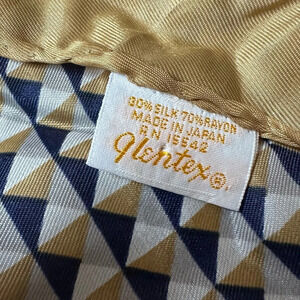 30% SILK 70% RAYON
MADE IN JAPAN
R N 15542
Glentex ®